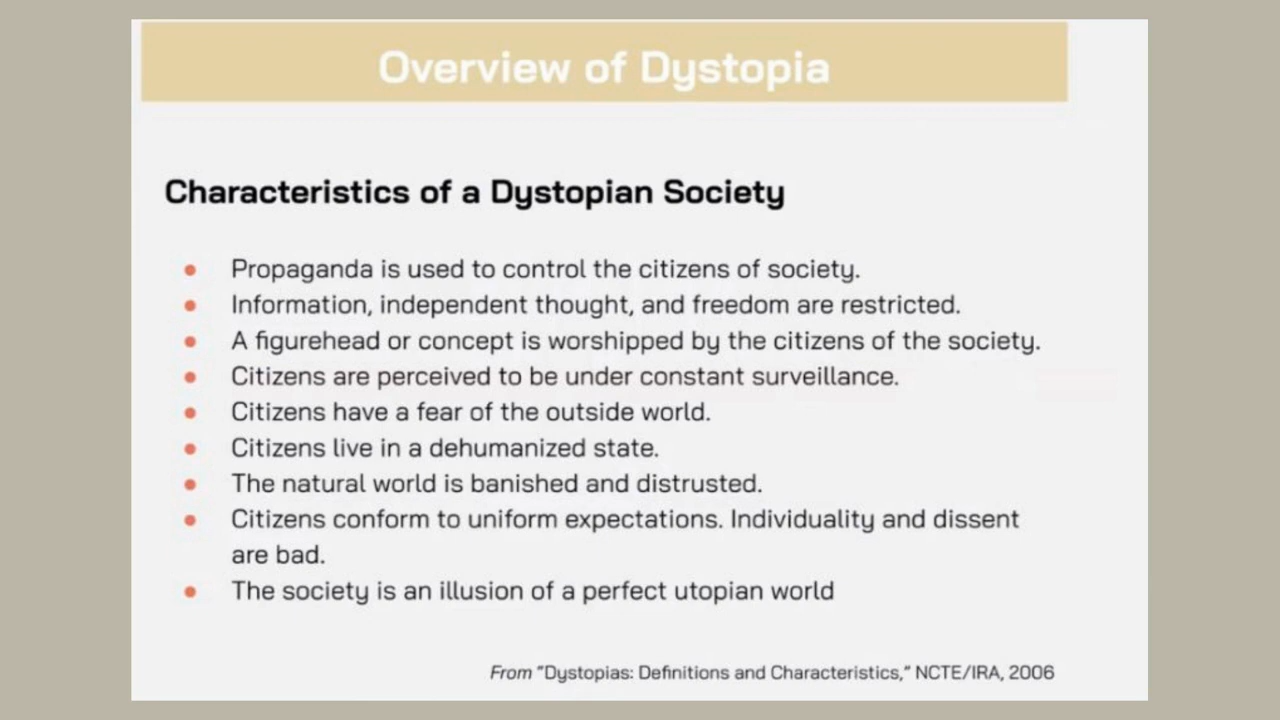 Overview of Dystopia
Characteristics of a Dystopian Society
Propaganda is used to control the citizens of society.
Information, independent thought, and freedom are restricted.
A figurehead or concept is worshipped by the citizens of the society.
Citizens are perceived to be under constant surveillance.
Citizens have a fear of the outside world.
Citizens live in a dehumanized state.
The natural world is banished and distrusted.
Citizens conform to uniform expectations. Individuality and dissent
are bad.
The society is an illusion of a perfect utopian world
From “Dystopias: Definitions and Characteristics,” NCTE/IRA, 2006